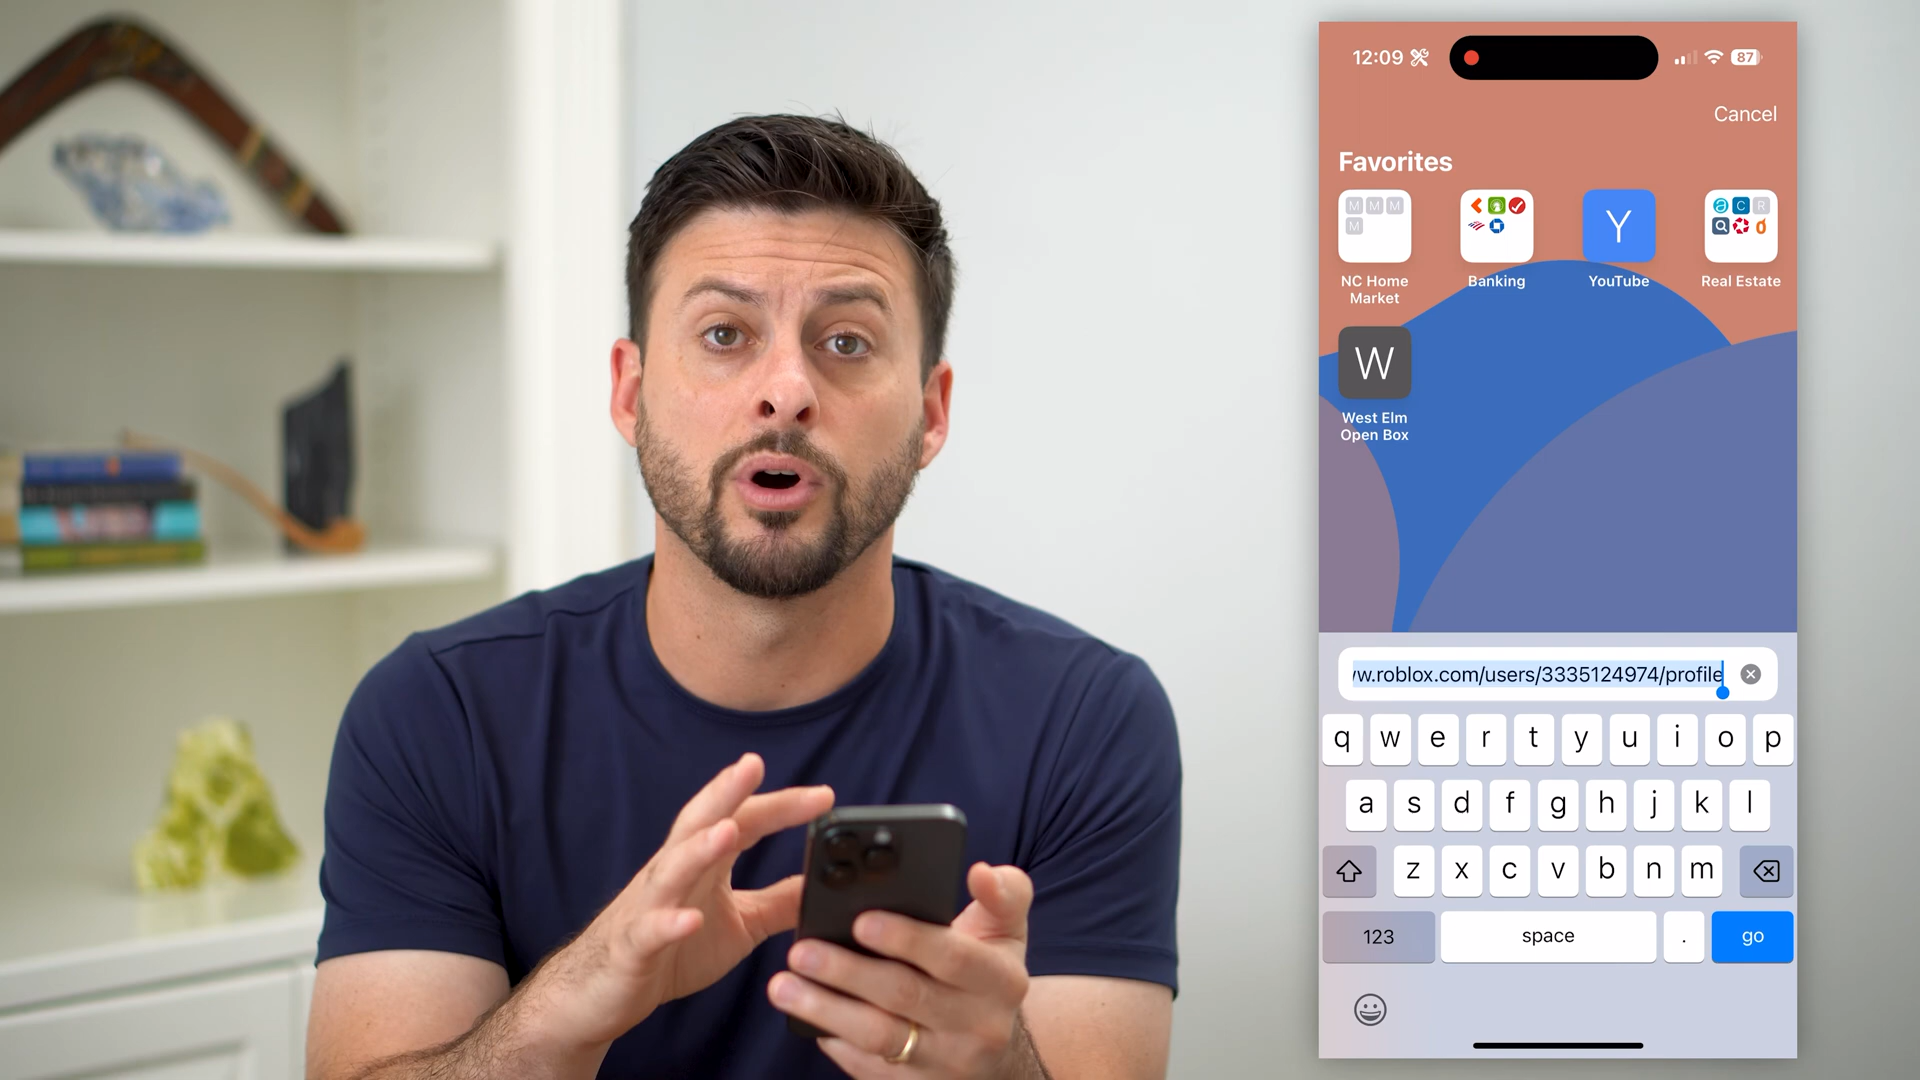 12:09
87
Cancel
Favorites
M M M
M
C R
Y
NC Home
Market
Banking
YouTube
Real Estate
W
West Elm
Open Box
w.roblox.com/users/3335124974/profile
q w e r t y u i o p
a s d f g h j k l
z x c v b n m
123 space . go